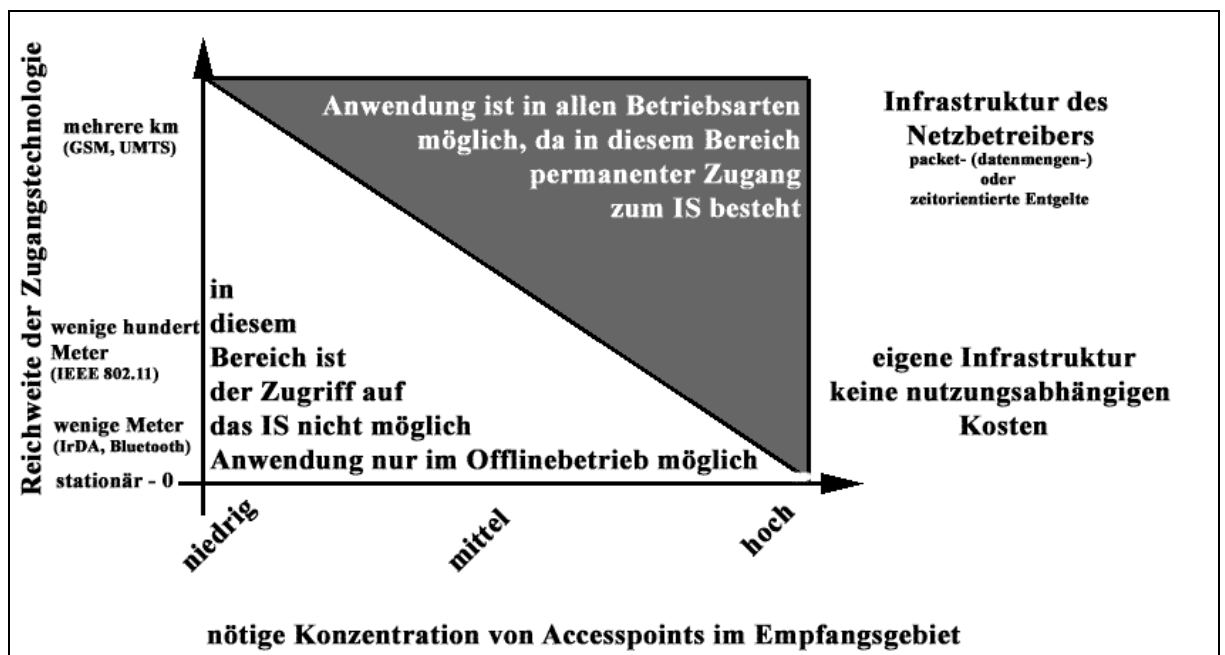 Reichweite der Zugangstechnologie
mehrere km
(GSM, UMTS)
wenige hundert
Meter
(IEEE 802.11)
wenige Meter
(IrDA, Bluetooth)
stationär - 0
Anwendung ist in allen Betriebsarten
möglich, da in diesem Bereich
permanenter Zugang
zum IS besteht
in
diesem
Bereich ist
der Zugriff auf
das IS nicht möglich
Anwendung nur im Offlinebetrieb möglich
Infrastruktur des
Netzbetreibers
packet- (datenmengen-)
oder
zeitorientierte Entgelte
eigene Infrastruktur
keine nutzungsabhängigen
Kosten
niedrig
mittel
hoch
nötige Konzentration von Accesspoints im Empfangsgebiet